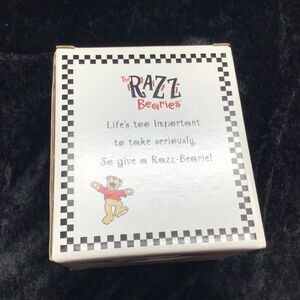 The RAZZ
Bearies
Life's too Important
to take seriously,
So give a Razz-Bearie!